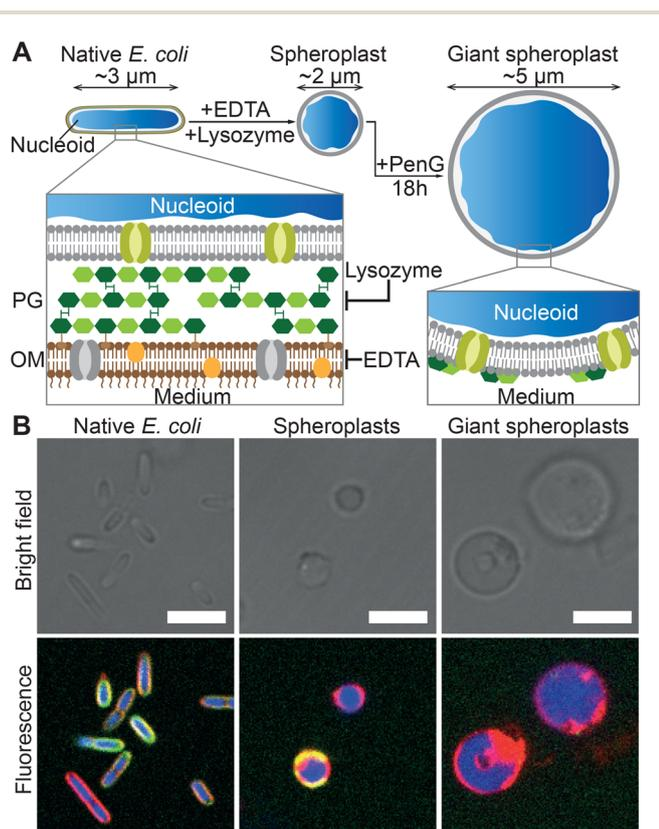 A
Native E. coli
~3 µm
Spheroplast
~2 µm
Giant spheroplast
~5 µm
+EDTA
+Lysozyme
Nucleoid
+PenG
18h
Nucleoid
Lysozyme
PG
Nucleoid
OM
EDTA
Medium
Medium
B
Native E. coli
Spheroplasts
Giant spheroplasts
Bright field
Fluorescence